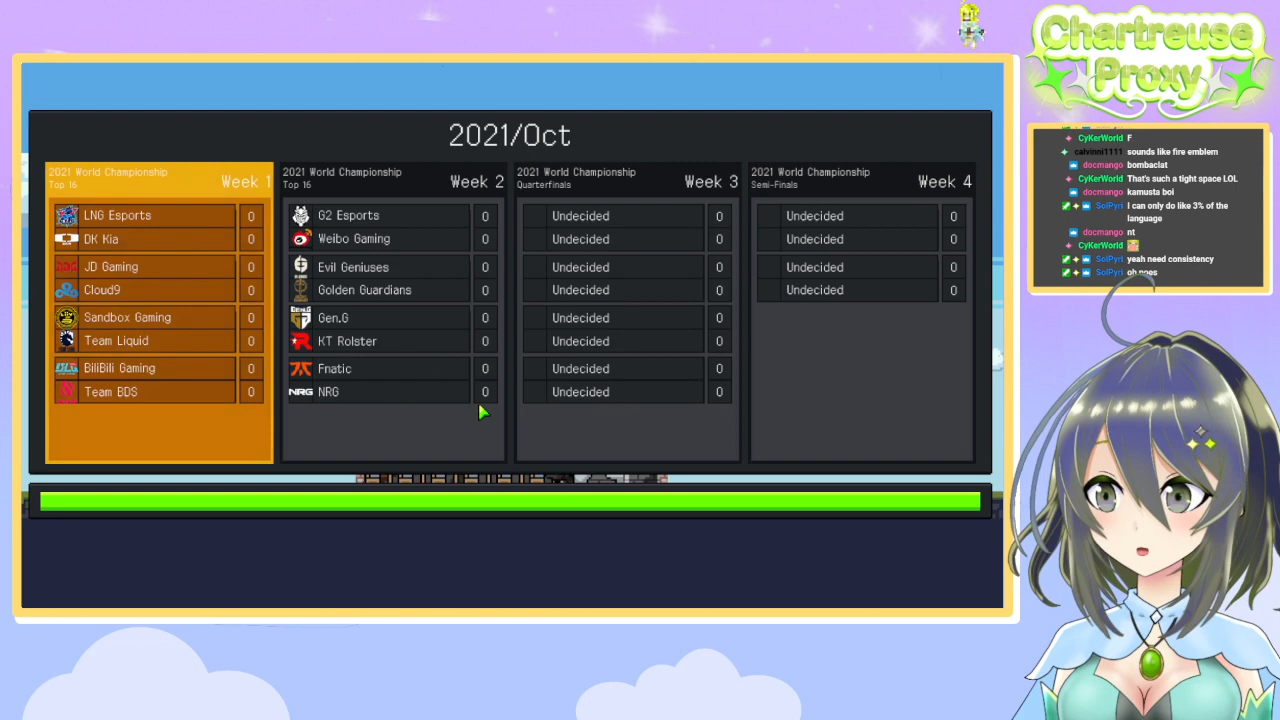 Chartreuse
Proxy
2021/Oct
2021 World Championship
Top 16
Week 1
LNG Esports 0
DK Kia 0
JD Gaming 0
Cloud9 0
Sandbox Gaming 0
Team Liquid 0
BiliBili Gaming 0
Team BDS 0
2021 World Championship
Top 16
Week 2
G2 Esports 0
Weibo Gaming 0
Evil Geniuses 0
Golden Guardians 0
Gen.G 0
KT Rolster 0
Fnatic 0
NRG NRG 0
2021 World Championship
Quarterfinals
Week 3
Undecided 0
Undecided 0
Undecided 0
Undecided 0
Undecided 0
Undecided 0
Undecided 0
Undecided 0
2021 World Championship
Semi-Finals
Week 4
Undecided 0
Undecided 0
Undecided 0
Undecided 0
CyKerWorld F
calvinni1111 sounds like fire emblem
docmango bombaclat
CyKerWorld That's such a tight space LOL
docmango kamusta boi
SolPyri I can only do like 3% of the
language
docmango nt
CyKerWorld
SolPyri yeah need consistency
SolPyri oh noes